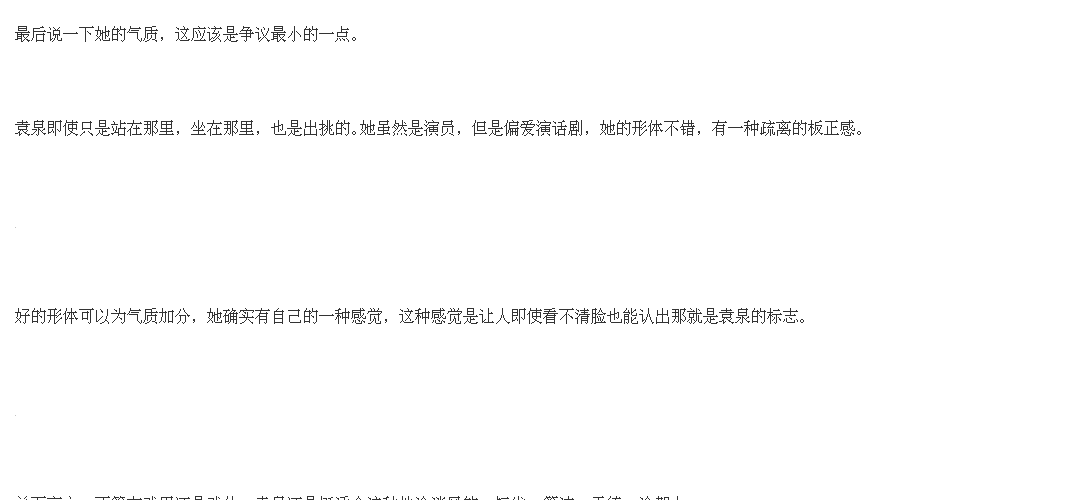 最后说一下她的气质，这应该是争议最小的一点。
袁泉即使只是站在那里，坐在那里，也是出挑的。她虽然是演员，但是偏爱演话剧，她的形体不错，有一种疏离的板正感。
好的形体可以为气质加分，她确实有自己的一种感觉，这种感觉是让人即使看不清脸也能认出那就是袁泉的标志。